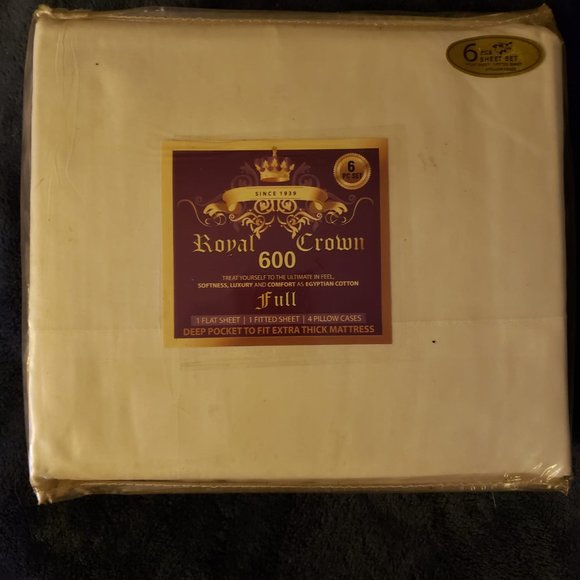 6 PCS
SHEET SET
SINCE 1939
6
PC SET
Royal Crown
600
TREAT YOURSELF TO THE ULTIMATE IN FEEL,
SOFTNESS, LUXURY AND COMFORT AS EGYPTIAN COTTON
Full
1 FLAT SHEET | 1 FITTED SHEET | 4 PILLOW CASES
DEEP POCKET TO FIT EXTRA THICK MATTRESS